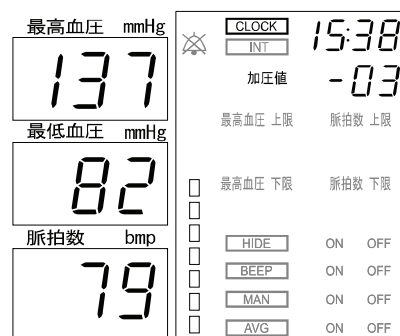 最高血圧 mmHg
137
最低血圧 mmHg
82
脈拍数 bmp
79
CLOCK 15:38
INT
加圧値 -03
最高血圧 上限 脈拍数 上限
最高血圧 下限 脈拍数 下限
HIDE ON OFF
BEEP ON OFF
MAN ON OFF
AVG ON OFF